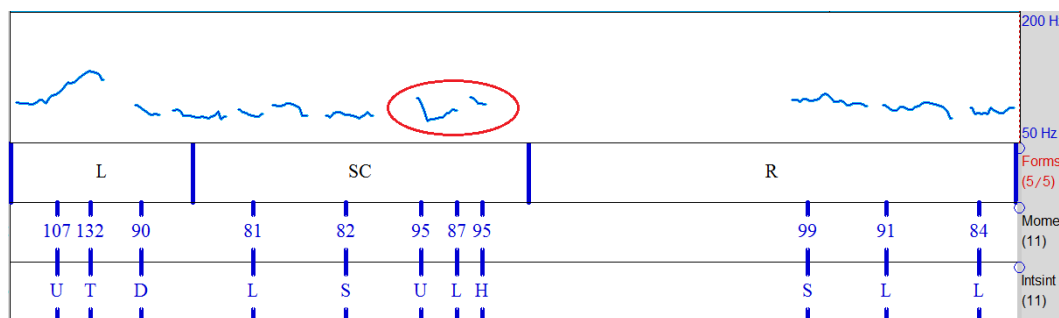 200 H
50 Hz
L SC R
Forms
(5/5)
107 132 90 81 82 95 87 95 99 91 84
Mome
(11)
U T D L S U L H S L L
Intsint
(11)